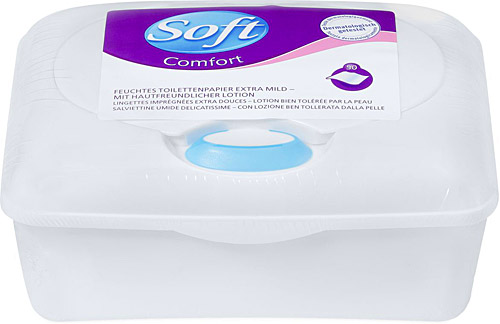 Soft
Comfort
Dermatologisch
getestet
90
FEUCHTES TOILETTENPAPIER EXTRA MILD –
MIT HAUTFREUNDLICHER LOTION
LINGETTES IMPRÉGNÉES EXTRA DOUCES – LOTION BIEN TOLÉRÉE PAR LA PEAU
SALVIETTINE UMIDE DELICATISSIME – CON LOZIONE BEN TOLLERATA DALLA PELLE